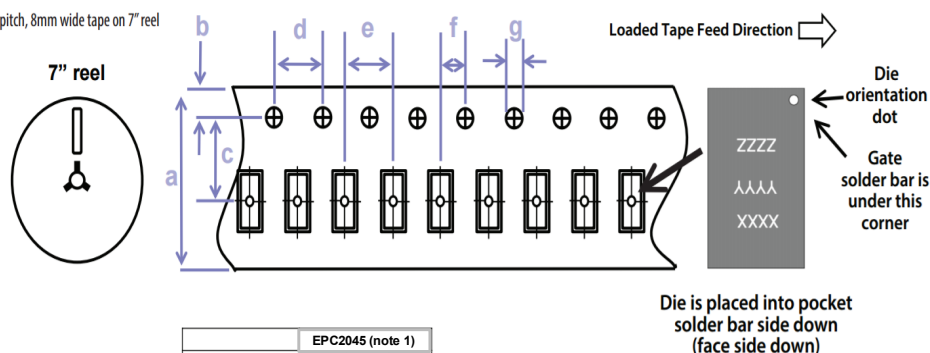 pitch, 8mm wide tape on 7" reel
7” reel
b
d
e
f
g
Loaded Tape Feed Direction
a
c
Die
orientation
dot
Gate
solder bar is
under this
corner
ZZZZ
YYYY
XXXX
Die is placed into pocket
solder bar side down
(face side down)
EPC2045 (note 1)